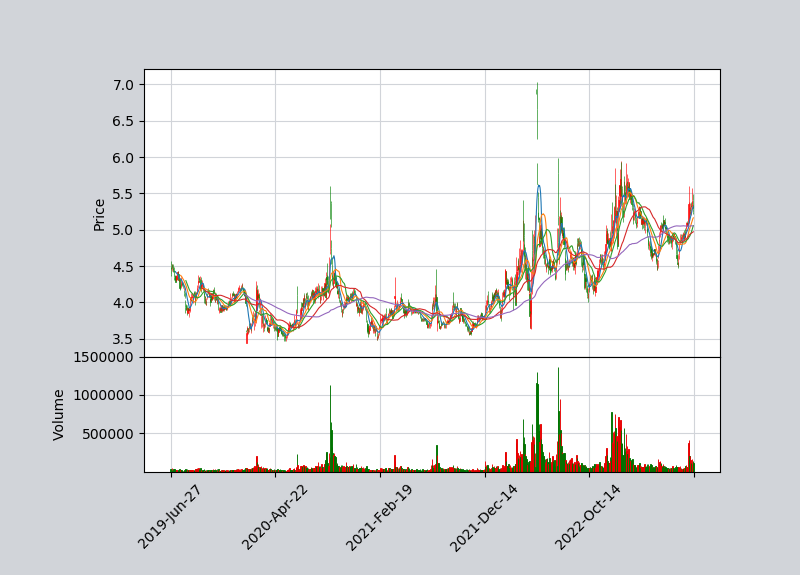 7.0
6.5
6.0
5.5
5.0
4.5
4.0
3.5
Price
1500000
1000000
500000
Volume
2019-Jun-27
2020-Apr-22
2021-Feb-19
2021-Dec-14
2022-Oct-14